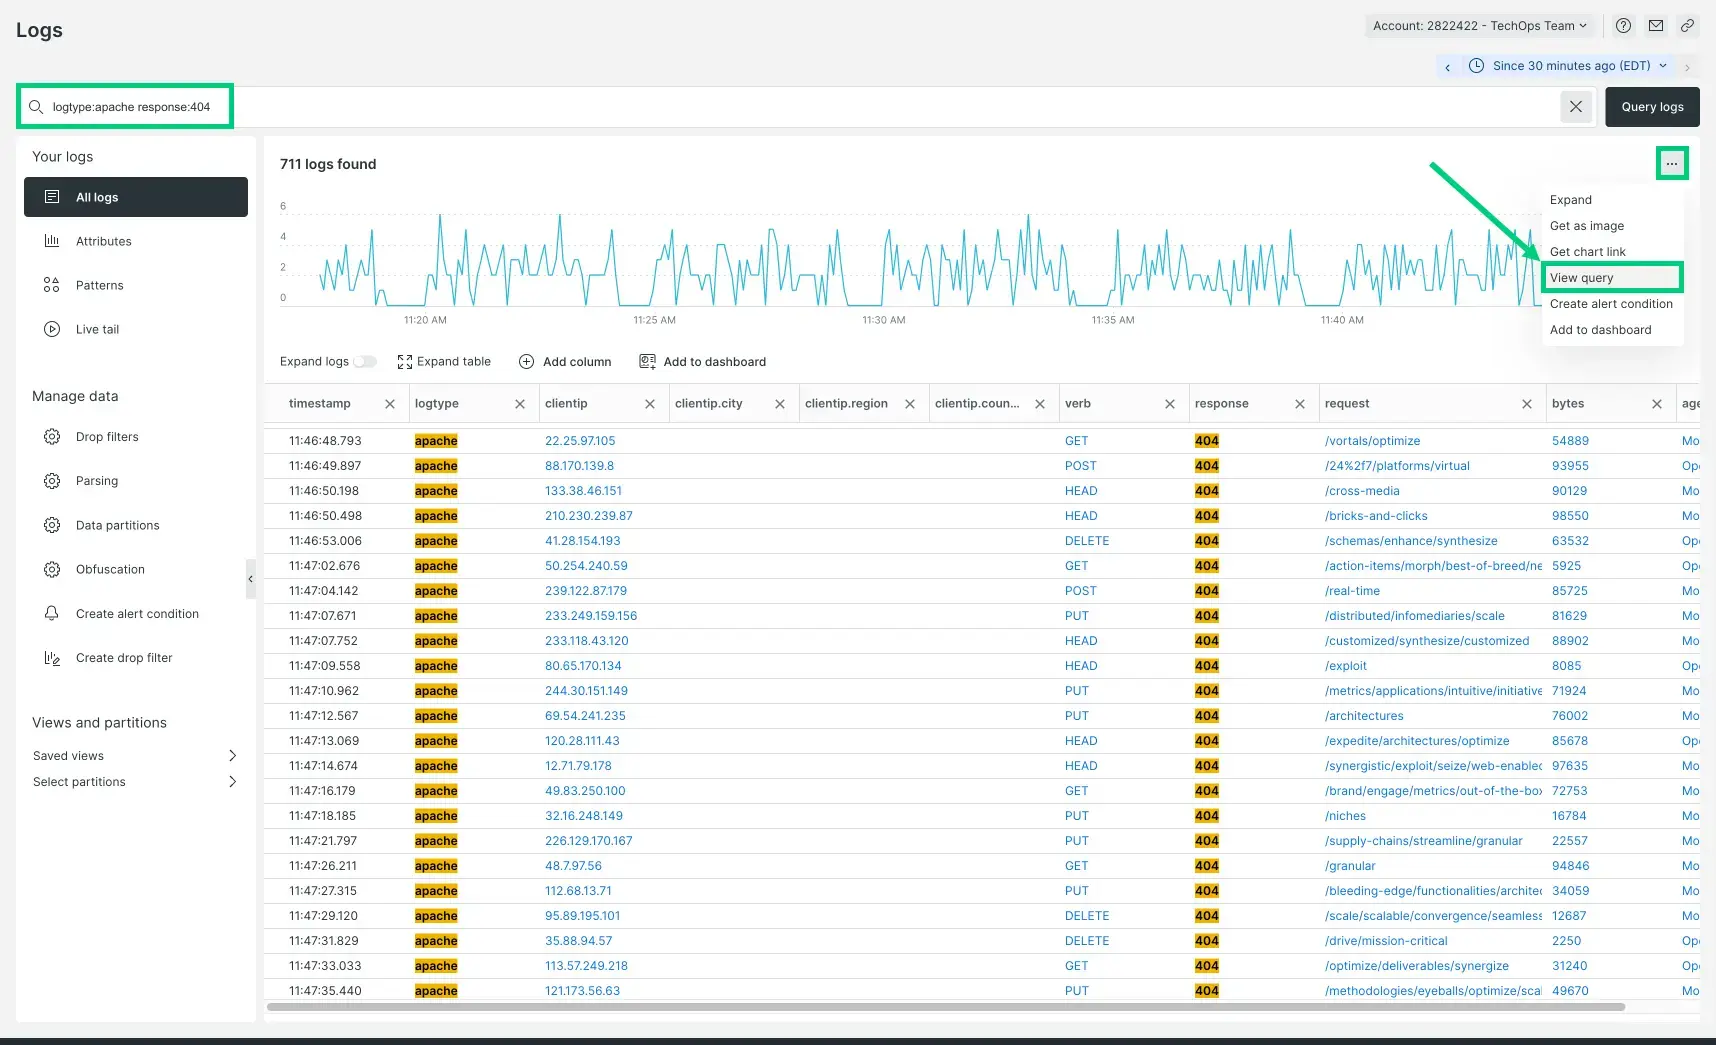 Logs
Account: 2822422 - TechOps Team
Since 30 minutes ago (EDT)
logtype:apache response:404
Query logs
Your logs
All logs
Attributes
Patterns
Live tail
Manage data
Drop filters
Parsing
Data partitions
Obfuscation
Create alert condition
Create drop filter
Views and partitions
Saved views
Select partitions
711 logs found
...
Expand
Get as image
Get chart link
View query
Create alert condition
Add to dashboard
6
4
2
0
11:20 AM 11:25 AM 11:30 AM 11:35 AM 11:40 AM
Expand logs Expand table Add column Add to dashboard
timestamp logtype clientip clientip.city clientip.region clientip.coun... verb response request bytes age
11:46:48.793 apache 22.25.97.105 GET 404 /vortals/optimize 54889 Mo
11:46:49.897 apache 88.170.139.8 POST 404 /24%2f7/platforms/virtual 93955 Ope
11:46:50.198 apache 133.38.46.151 HEAD 404 /cross-media 90129 Mo
11:46:50.498 apache 210.230.239.87 HEAD 404 /bricks-and-clicks 98550 Mo
11:46:53.006 apache 41.28.154.193 DELETE 404 /schemas/enhance/synthesize 63532 Ope
11:47:02.676 apache 50.254.240.59 GET 404 /action-items/morph/best-of-breed/ne 5925 Mo
11:47:04.142 apache 239.122.87.179 POST 404 /real-time 85725 Mo
11:47:07.671 apache 233.249.159.156 PUT 404 /distributed/infomediaries/scale 81629 Mo
11:47:07.752 apache 233.118.43.120 HEAD 404 /customized/synthesize/customized 88902 Mo
11:47:09.558 apache 80.65.170.134 HEAD 404 /exploit 8085 Ope
11:47:10.962 apache 244.30.151.149 PUT 404 /metrics/applications/intuitive/initiative 71924 Mo
11:47:12.567 apache 69.54.241.235 PUT 404 /architectures 76002 Mo
11:47:13.069 apache 120.28.111.43 HEAD 404 /expedite/architectures/optimize 85678 Ope
11:47:14.674 apache 12.71.79.178 HEAD 404 /synergistic/exploit/seize/web-enabled 97635 Mo
11:47:16.179 apache 49.83.250.100 GET 404 /brand/engage/metrics/out-of-the-box 72753 Mo
11:47:18.185 apache 32.16.248.149 PUT 404 /niches 16784 Mo
11:47:21.797 apache 226.129.170.167 PUT 404 /supply-chains/streamline/granular 22557 Mo
11:47:26.211 apache 48.7.97.56 GET 404 /granular 94846 Mo
11:47:27.315 apache 112.68.13.71 PUT 404 /bleeding-edge/functionalities/architec 34059 Mo
11:47:29.120 apache 95.89.195.101 DELETE 404 /scale/scalable/convergence/seamless 12687 Mo
11:47:31.829 apache 35.88.94.57 DELETE 404 /drive/mission-critical 2250 Ope
11:47:33.033 apache 113.57.249.218 GET 404 /optimize/deliverables/synergize 31240 Ope
11:47:35.440 apache 121.173.56.63 PUT 404 /methodologies/eyeballs/optimize/scal 49670 Mo